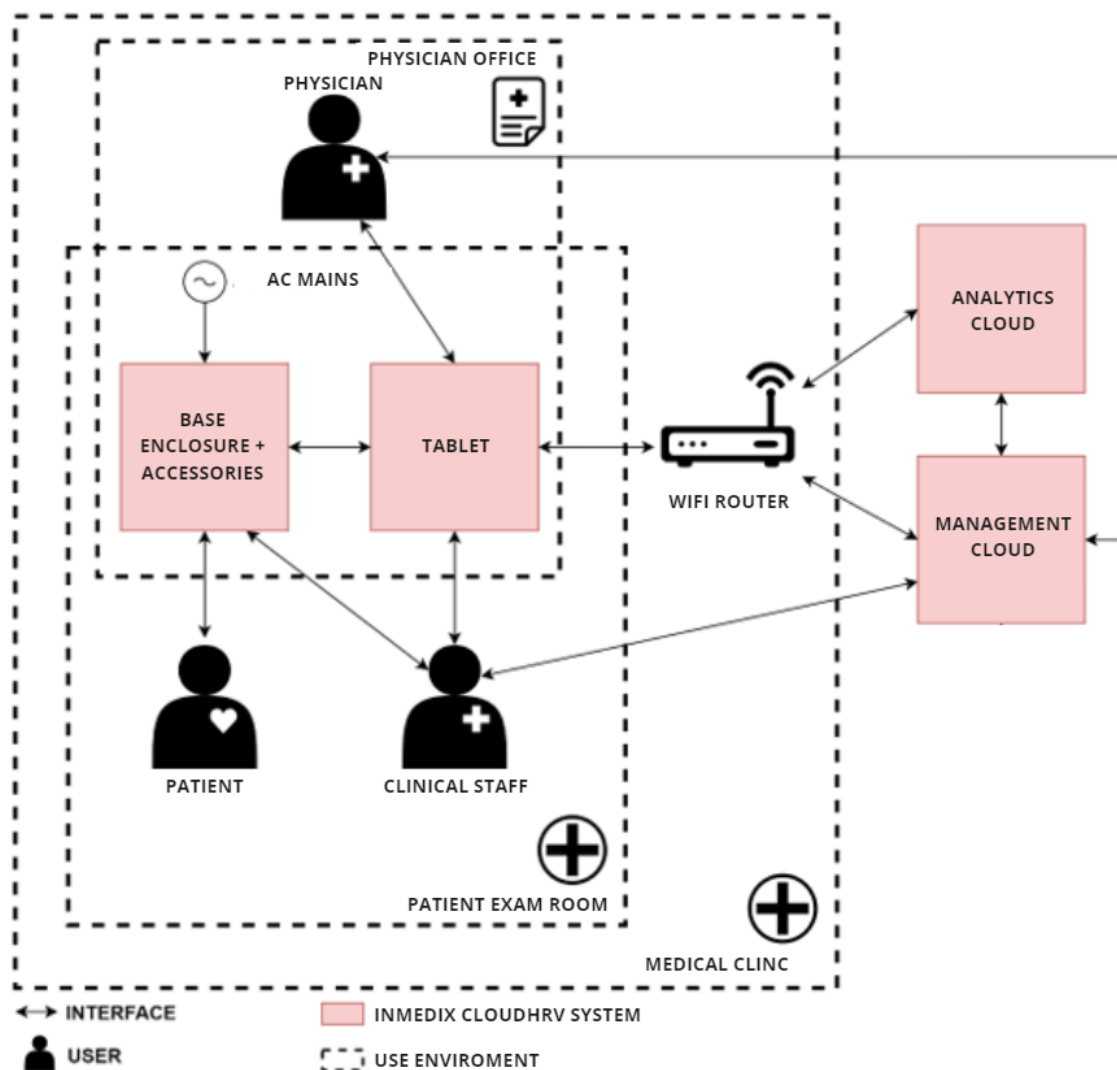 PHYSICIAN OFFICE
PHYSICIAN
AC MAINS
ANALYTICS
CLOUD
BASE
ENCLOSURE +
ACCESSORIES
TABLET
WIFI ROUTER
MANAGEMENT
CLOUD
PATIENT
CLINICAL STAFF
PATIENT EXAM ROOM
MEDICAL CLINC
INTERFACE
INMEDIX CLOUDHRV SYSTEM
USER
USE ENVIROMENT